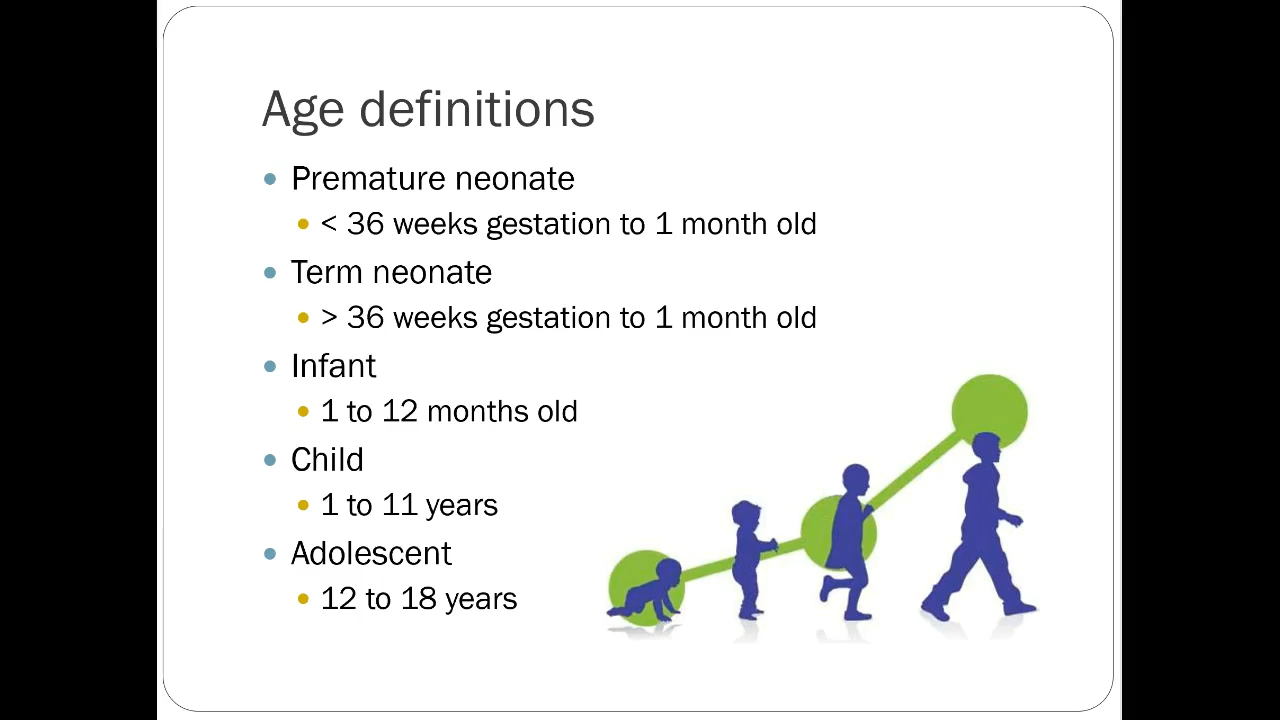 Age definitions
• Premature neonate
• < 36 weeks gestation to 1 month old
• Term neonate
• > 36 weeks gestation to 1 month old
• Infant
• 1 to 12 months old
• Child
• 1 to 11 years
• Adolescent
• 12 to 18 years